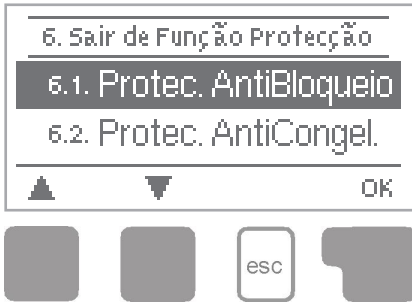 6. Sair de Função Protecção
6.1. Protec. AntiBloqueio
6.2. Protec. AntiCongel.
OK
esc